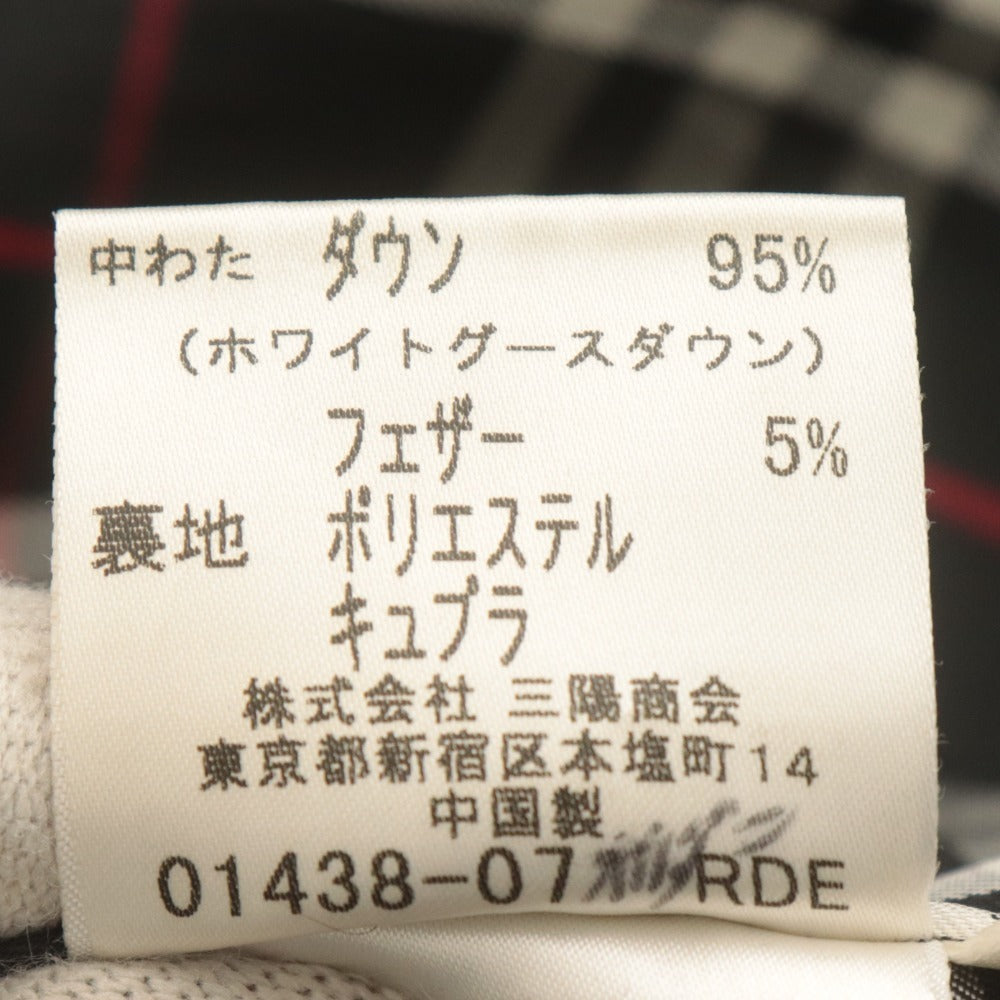 中わた ダウン 95%
(ホワイトグースダウン)
フェザー 5%
裏地 ポリエステル
キュプラ
株式会社 三陽商会
東京都新宿区本塩町14
中国製
01438-07 RDE